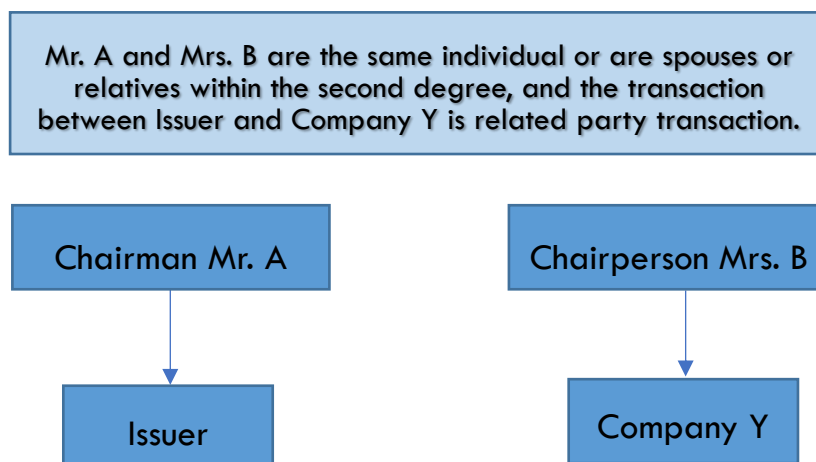 Mr. A and Mrs. B are the same individual or are spouses or
relatives within the second degree, and the transaction
between Issuer and Company Y is related party transaction.
Chairman Mr. A
Chairperson Mrs. B
Issuer
Company Y